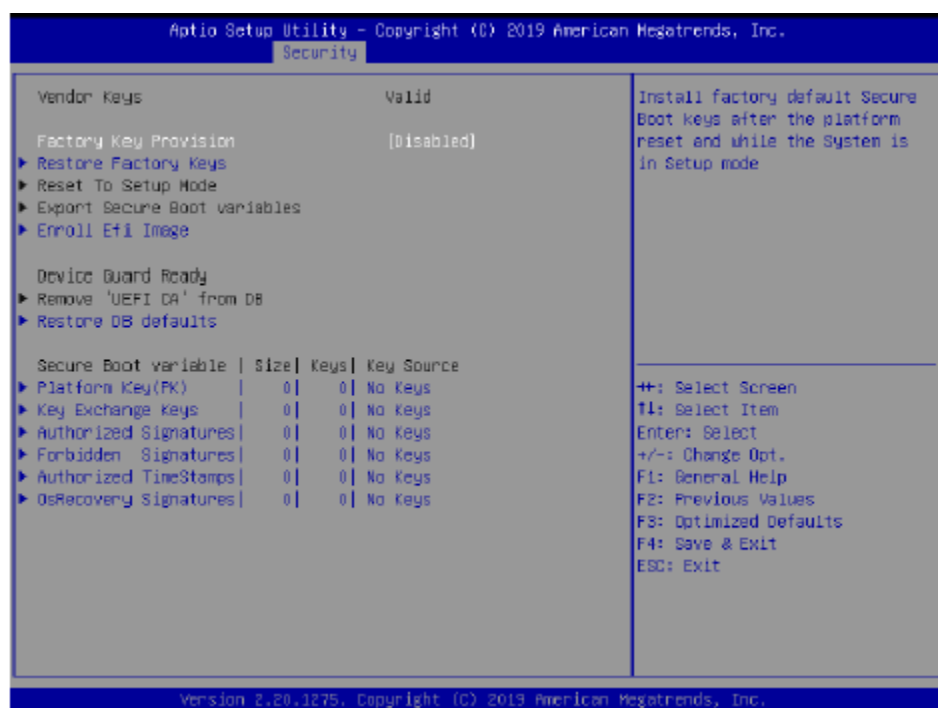 Aptio Setup Utility - Copyright (C) 2019 American Megatrends, Inc.
Security
Vendor Keys Valid
Factory Key Provision [Disabled]
Restore Factory Keys
Reset To Setup Mode
Export Secure Boot variables
Enroll Efi Image
Device Guard Ready
Remove 'UEFI CA' from DB
Restore DB defaults
Secure Boot variable | Size| Keys| Key Source
Platform Key(PK) | 0| 0| No Keys
Key Exchange Keys | 0| 0| No Keys
Authorized Signatures| 0| 0| No Keys
Forbidden Signatures| 0| 0| No Keys
Authorized TimeStamps| 0| 0| No Keys
OsRecovery Signatures| 0| 0| No Keys
Install factory default Secure
Boot keys after the platform
reset and while the System is
in Setup mode
→←: Select Screen
↑↓: Select Item
Enter: Select
+/-: Change Opt.
F1: General Help
F2: Previous Values
F3: Optimized Defaults
F4: Save & Exit
ESC: Exit
Version 2.20.1275. Copyright (C) 2019 American Megatrends, Inc.